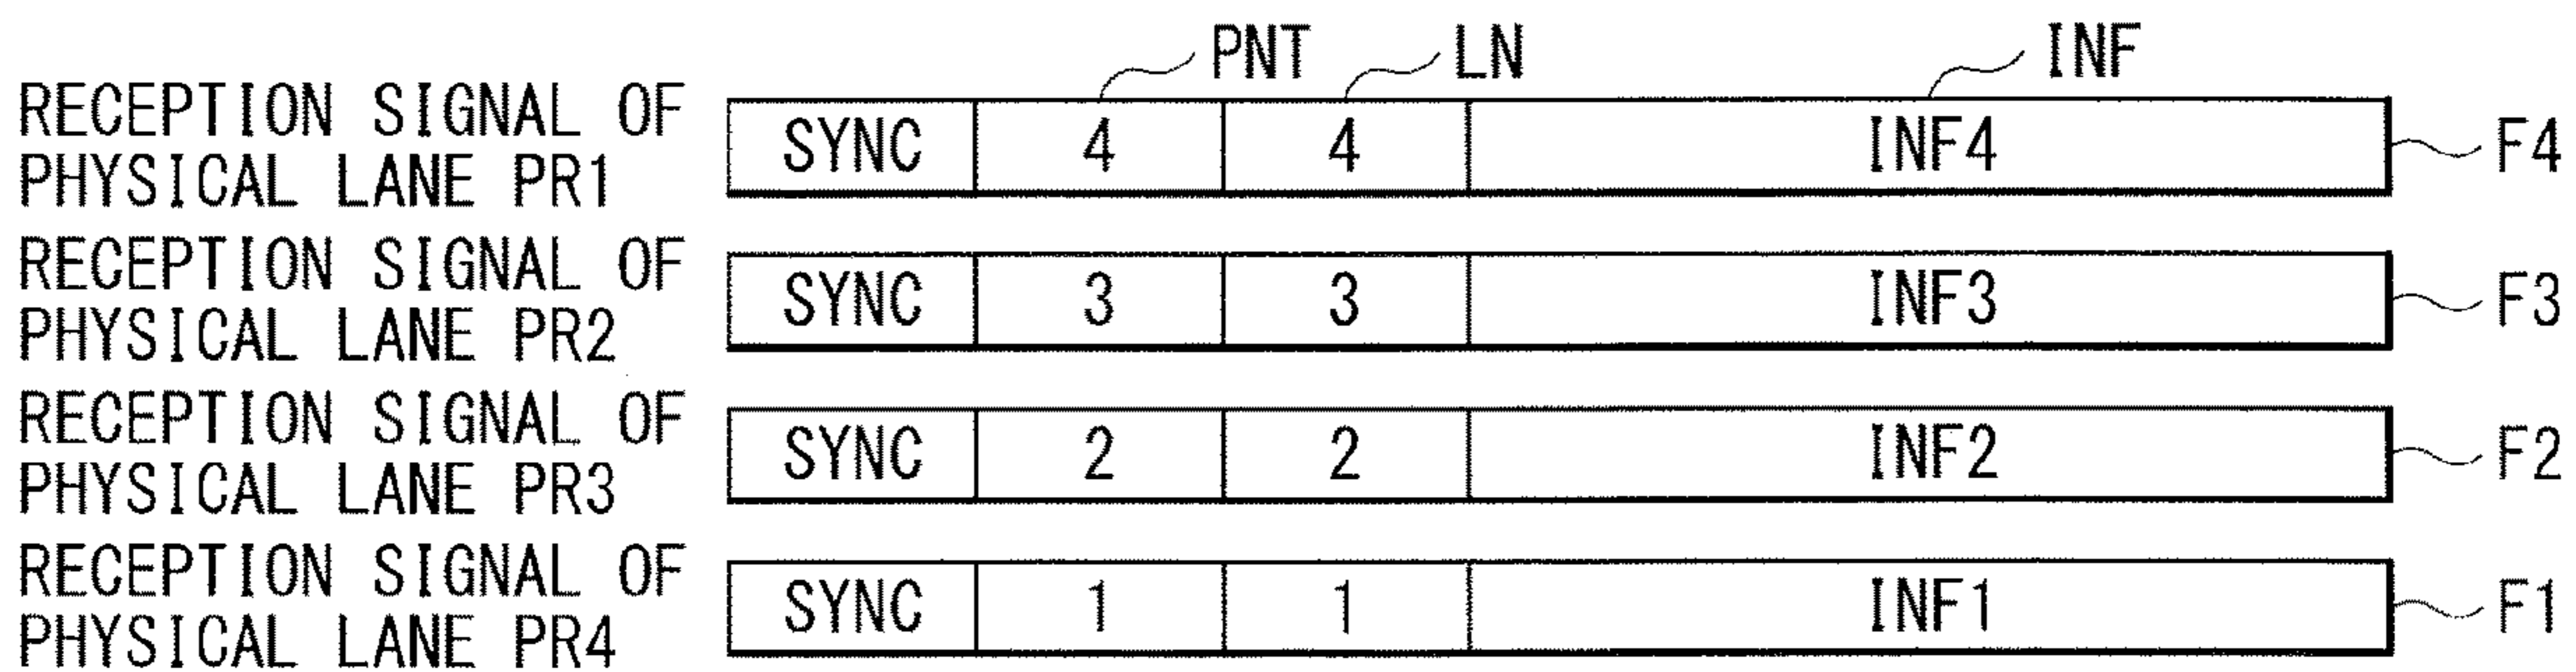 PNT LN INF
RECEPTION SIGNAL OF
PHYSICAL LANE PR1
SYNC 4 4 INF4 F4
RECEPTION SIGNAL OF
PHYSICAL LANE PR2
SYNC 3 3 INF3 F3
RECEPTION SIGNAL OF
PHYSICAL LANE PR3
SYNC 2 2 INF2 F2
RECEPTION SIGNAL OF
PHYSICAL LANE PR4
SYNC 1 1 INF1 F1